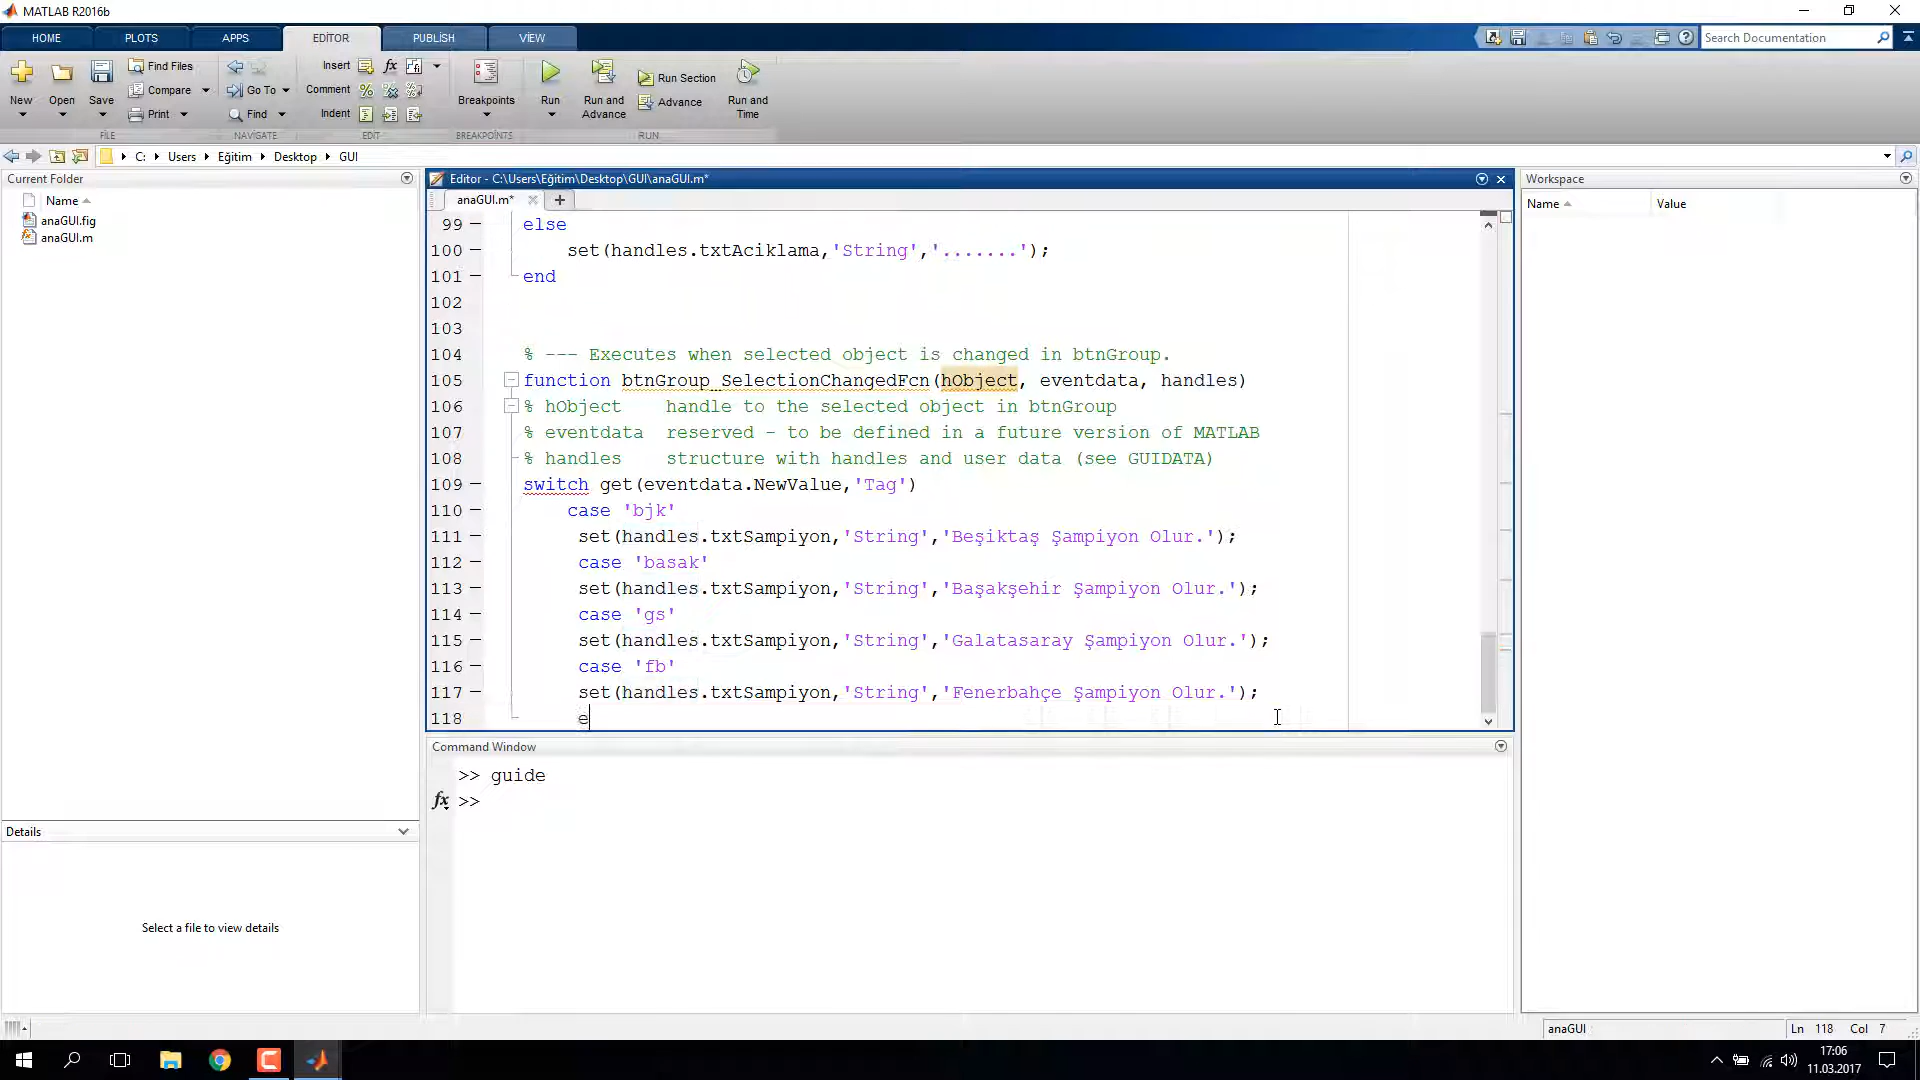 MATLAB R2016b
HOME
PLOTS
APPS
EDITOR
PUBLISH
VIEW
Search Documentation
New
Open
Save
Find Files
Compare
Print
Go To
Find
Insert
fx
Comment
Indent
Breakpoints
Run
Run and Advance
Run Section
Advance
Run and Time
FILE
NAVIGATE
EDIT
BREAKPOINTS
RUN
C:
Users
Eğitim
Desktop
GUI
Current Folder
Name
anaGUI.fig
anaGUI.m
Details
Select a file to view details
Editor - C:\Users\Eğitim\Desktop\GUI\anaGUI.m*
anaGUI.m*
99 else
100 set(handles.txtAciklama,'String','.......');
101 end
102
103
104 % --- Executes when selected object is changed in btnGroup.
105 function btnGroup_SelectionChangedFcn(hObject, eventdata, handles)
106 % hObject    handle to the selected object in btnGroup
107 % eventdata  reserved - to be defined in a future version of MATLAB
108 % handles    structure with handles and user data (see GUIDATA)
109 switch get(eventdata.NewValue,'Tag')
110 case 'bjk'
111 set(handles.txtSampiyon,'String','Beşiktaş Şampiyon Olur.');
112 case 'basak'
113 set(handles.txtSampiyon,'String','Başakşehir Şampiyon Olur.');
114 case 'gs'
115 set(handles.txtSampiyon,'String','Galatasaray Şampiyon Olur.');
116 case 'fb'
117 set(handles.txtSampiyon,'String','Fenerbahçe Şampiyon Olur.');
118 e
Command Window
>> guide
fx >>
Workspace
Name
Value
anaGUI
Ln 118 Col 7
17:06
11.03.2017